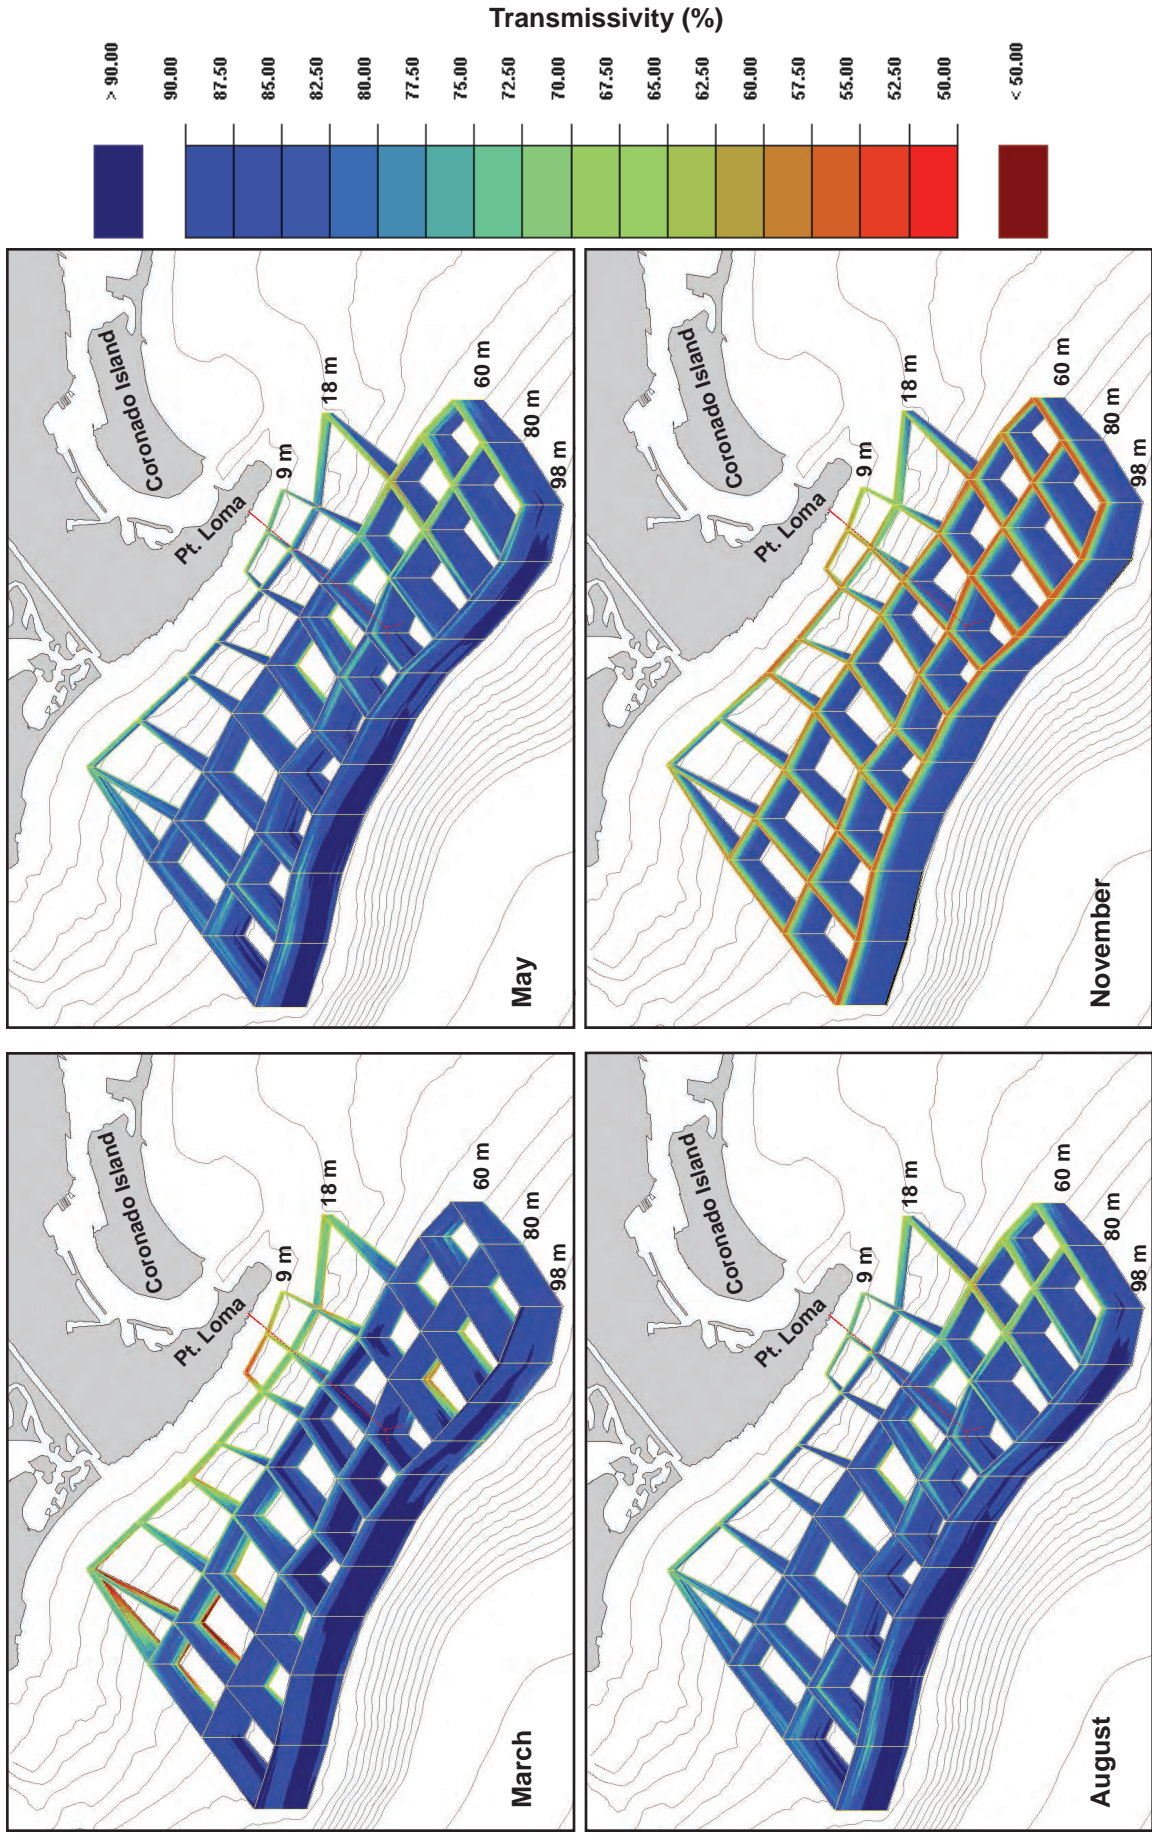 Transmissivity (%)
> 90.00
90.00
87.50
85.00
82.50
80.00
77.50
75.00
72.50
70.00
67.50
65.00
62.50
60.00
57.50
55.00
52.50
50.00
< 50.00
Coronado Island
Pt. Loma
9 m
18 m
60 m
80 m
98 m
May
Coronado Island
Pt. Loma
9 m
18 m
60 m
80 m
98 m
November
Coronado Island
Pt. Loma
9 m
18 m
60 m
80 m
98 m
March
Coronado Island
Pt. Loma
9 m
18 m
60 m
80 m
98 m
August